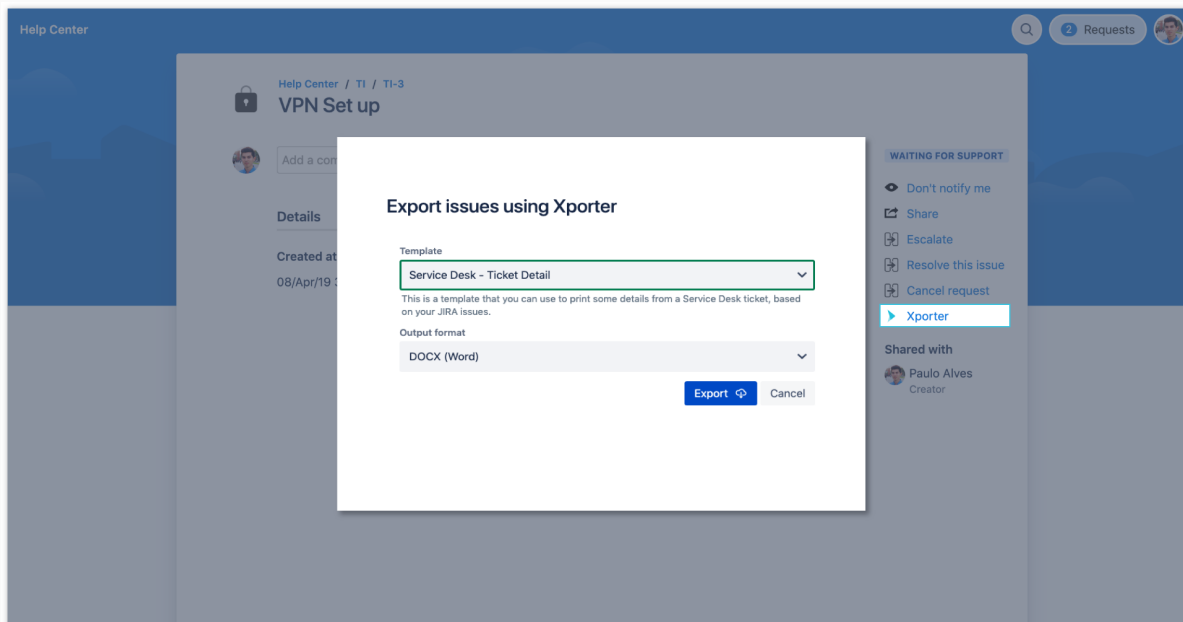 Help Center
2 Requests
Help Center / TI / TI-3
VPN Set up
Add a com
Details
Created at
08/Apr/19
Export issues using Xporter
Template
Service Desk - Ticket Detail
This is a template that you can use to print some details from a Service Desk ticket, based
on your JIRA issues.
Output format
DOCX (Word)
Export
Cancel
WAITING FOR SUPPORT
Don't notify me
Share
Escalate
Resolve this issue
Cancel request
Xporter
Shared with
Paulo Alves
Creator